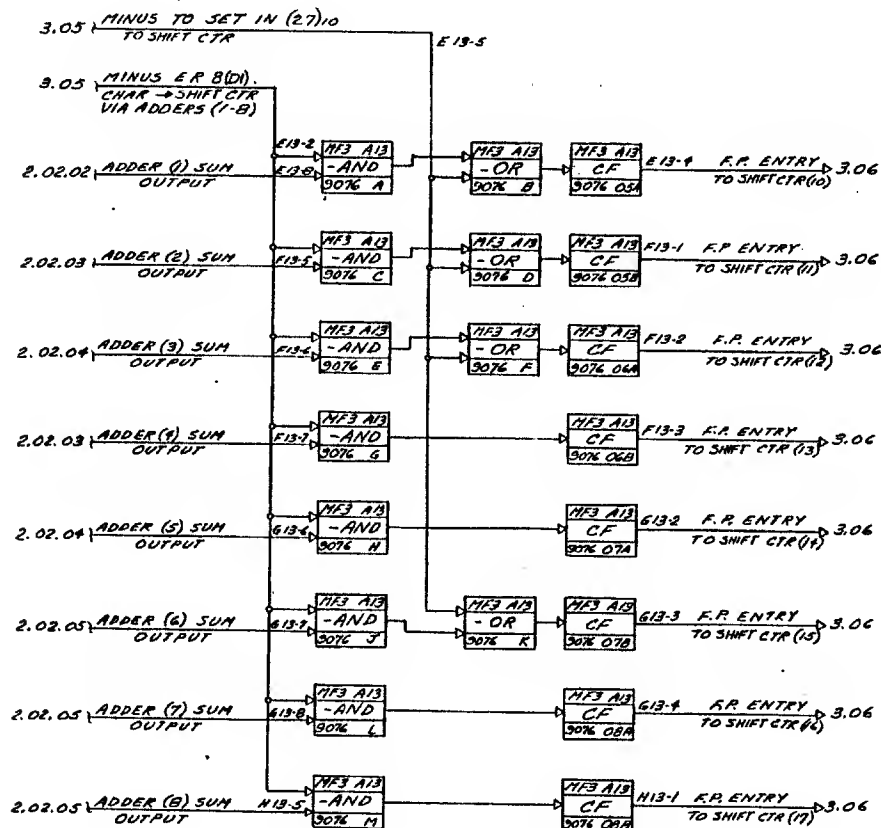 3.05 MINUS TO SET IN (27)10
TO SHIFT CTR
E13-5
3.05 MINUS ER 8(D1).
CHAR → SHIFT CTR
VIA ADDERS (1-8)
E13-2 MF3 A13 MF3 A13 MF3 A13
2.02.02 ADDER (1) SUM E13-8 -AND -OR CF E13-4 F.P. ENTRY 3.06
OUTPUT 9076 A 9076 B 9076 05A TO SHIFT CTR (10)
MF3 A13 MF3 A13 MF3 A13
2.02.03 ADDER (2) SUM F13-5 -AND -OR CF F13-1 F.P. ENTRY 3.06
OUTPUT 9076 C 9076 D 9076 05B TO SHIFT CTR (11)
MF3 A13 MF3 A13 MF3 A13
2.02.04 ADDER (3) SUM F13-6 -AND -OR CF F13-2 F.P. ENTRY 3.06
OUTPUT 9076 E 9076 F 9076 06A TO SHIFT CTR (12)
MF3 A13 MF3 A13
2.02.03 ADDER (4) SUM F13-7 -AND CF F13-3 F.P. ENTRY 3.06
OUTPUT 9076 G 9076 06B TO SHIFT CTR (13)
MF3 A13 MF3 A13
2.02.04 ADDER (5) SUM G13-6 -AND CF G13-2 F.P. ENTRY 3.06
OUTPUT 9076 H 9076 07A TO SHIFT CTR (14)
MF3 A13 MF3 A13 MF3 A13
2.02.05 ADDER (6) SUM G13-7 -AND -OR CF G13-3 F.P. ENTRY 3.06
OUTPUT 9076 J 9076 K 9076 07B TO SHIFT CTR (15)
MF3 A13 MF3 A13
2.02.05 ADDER (7) SUM G13-8 -AND CF G13-4 F.P. ENTRY 3.06
OUTPUT 9076 L 9076 08A TO SHIFT CTR (16)
MF3 A13 MF3 A13
2.02.05 ADDER (8) SUM H13-5 -AND CF H13-1 F.P. ENTRY 3.06
OUTPUT 9076 M 9076 TO SHIFT CTR (17)